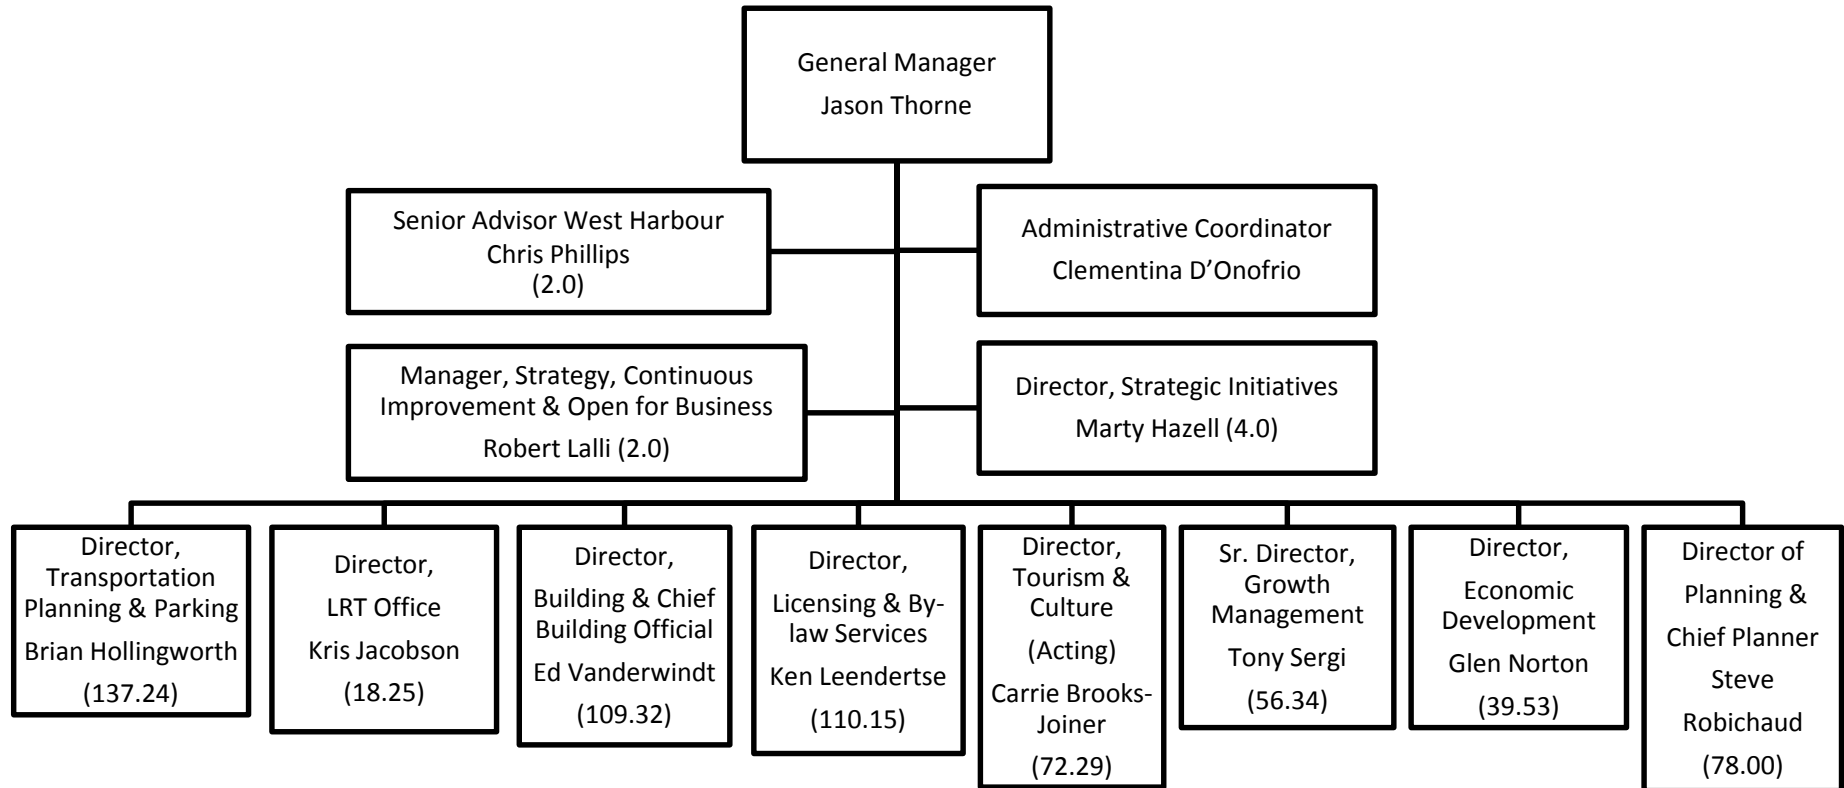 General Manager
Jason Thorne
Senior Advisor West Harbour
Chris Phillips
(2.0)
Administrative Coordinator
Clementina D’Onofrio
Manager, Strategy, Continuous
Improvement & Open for Business
Robert Lalli (2.0)
Director, Strategic Initiatives
Marty Hazell (4.0)
Director,
Transportation
Planning & Parking
Brian Hollingworth
(137.24)
Director,
LRT Office
Kris Jacobson
(18.25)
Director,
Building & Chief
Building Official
Ed Vanderwindt
(109.32)
Director,
Licensing & By-
law Services
Ken Leendertse
(110.15)
Director,
Tourism &
Culture
(Acting)
Carrie Brooks-
Joiner
(72.29)
Sr. Director,
Growth
Management
Tony Sergi
(56.34)
Director,
Economic
Development
Glen Norton
(39.53)
Director of
Planning &
Chief Planner
Steve
Robichaud
(78.00)